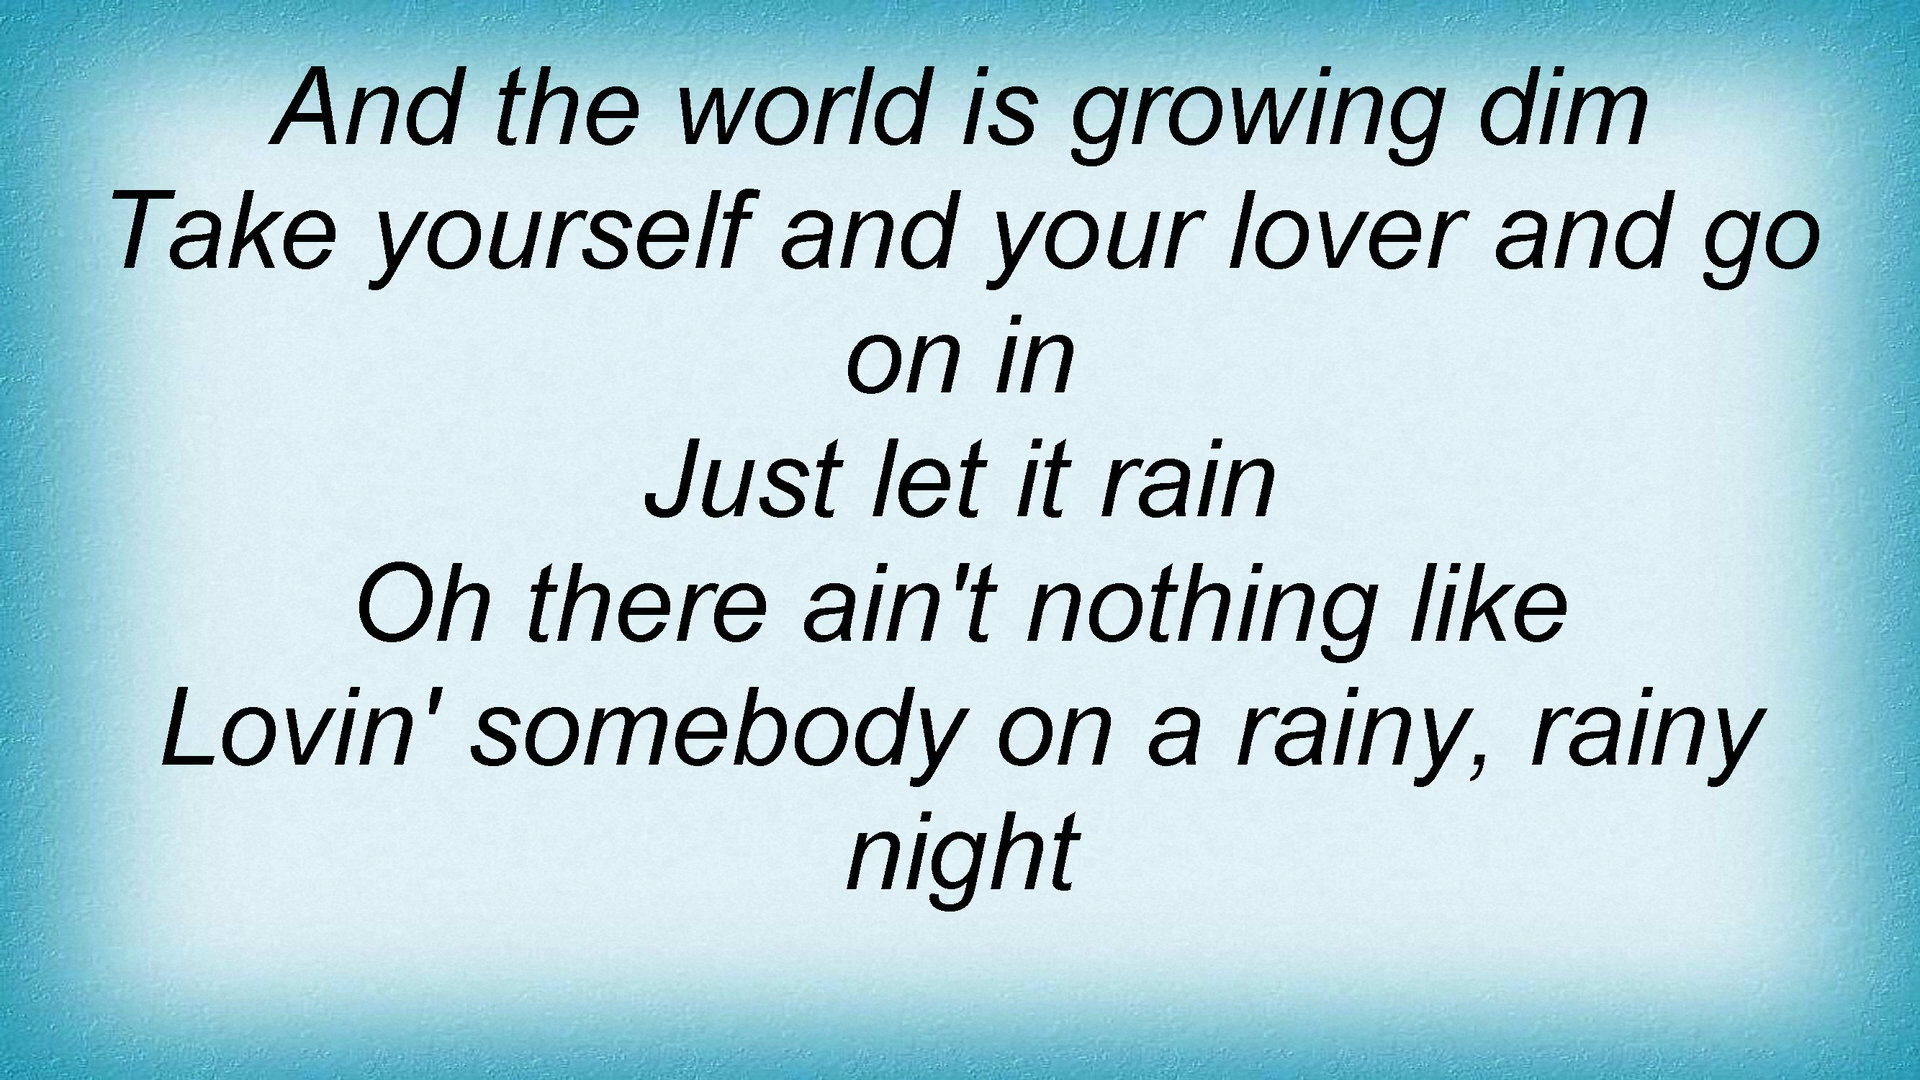 And the world is growing dim
Take yourself and your lover and go
on in
Just let it rain
Oh there ain't nothing like
Lovin' somebody on a rainy, rainy
night